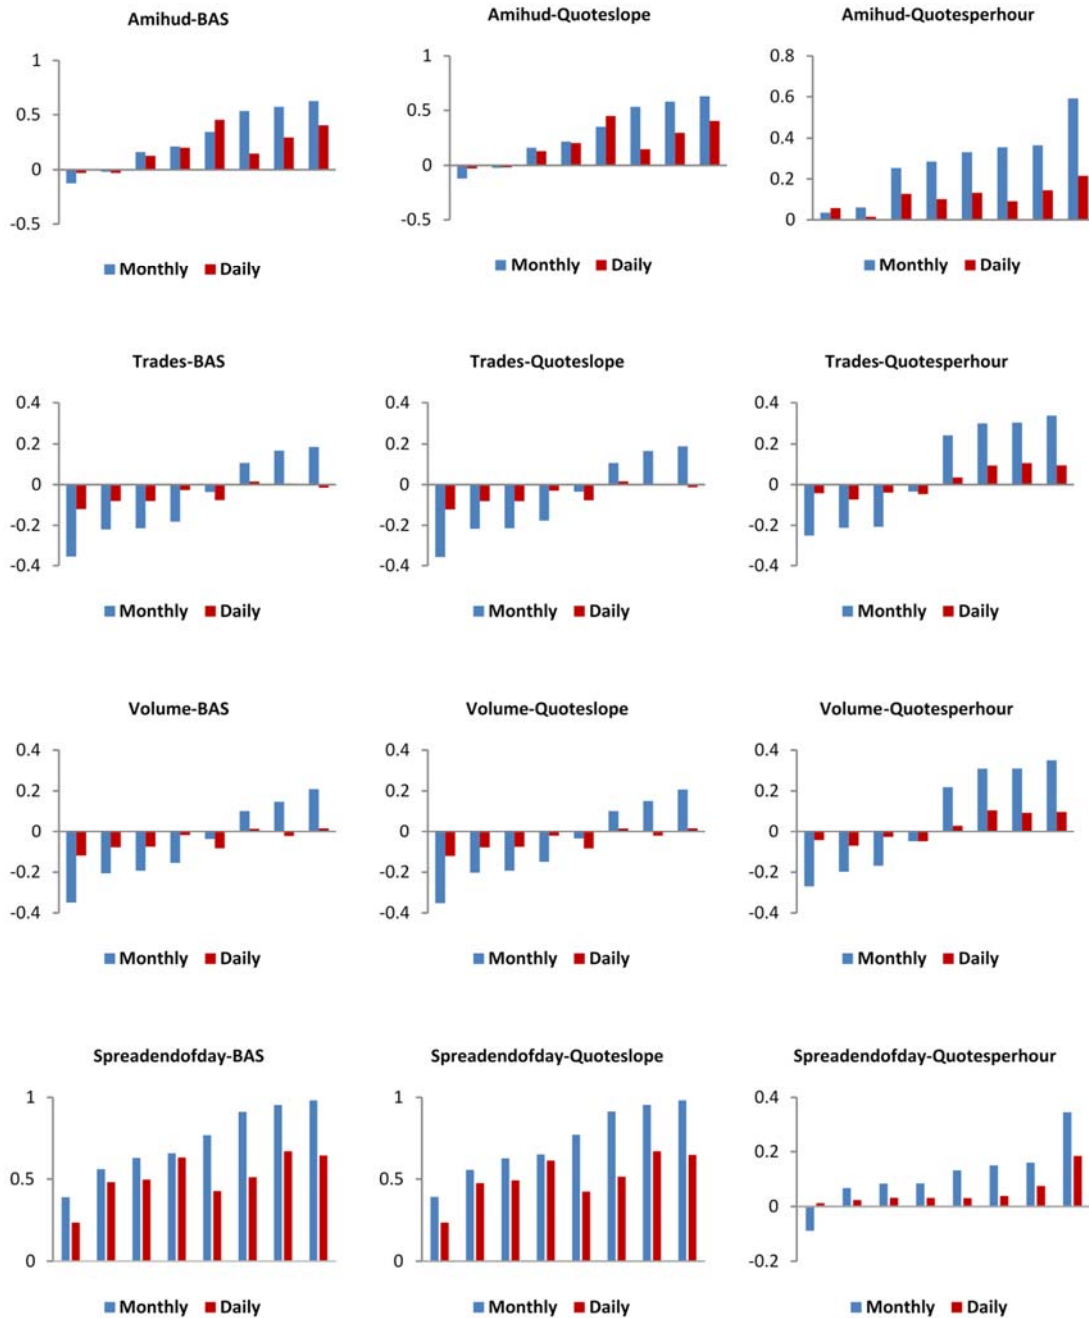 Amihud-BAS
1
0.5
0
-0.5
Monthly Daily
Amihud-Quoteslope
1
0.5
0
-0.5
Monthly Daily
Amihud-Quotesperhour
0.8
0.6
0.4
0.2
0
Monthly Daily
Trades-BAS
0.4
0.2
0
-0.2
-0.4
Monthly Daily
Trades-Quoteslope
0.4
0.2
0
-0.2
-0.4
Monthly Daily
Trades-Quotesperhour
0.4
0.2
0
-0.2
-0.4
Monthly Daily
Volume-BAS
0.4
0.2
0
-0.2
-0.4
Monthly Daily
Volume-Quoteslope
0.4
0.2
0
-0.2
-0.4
Monthly Daily
Volume-Quotesperhour
0.4
0.2
0
-0.2
-0.4
Monthly Daily
Spreadendofday-BAS
1
0.5
0
Monthly Daily
Spreadendofday-Quoteslope
1
0.5
0
Monthly Daily
Spreadendofday-Quotesperhour
0.4
0.2
0
-0.2
Monthly Daily